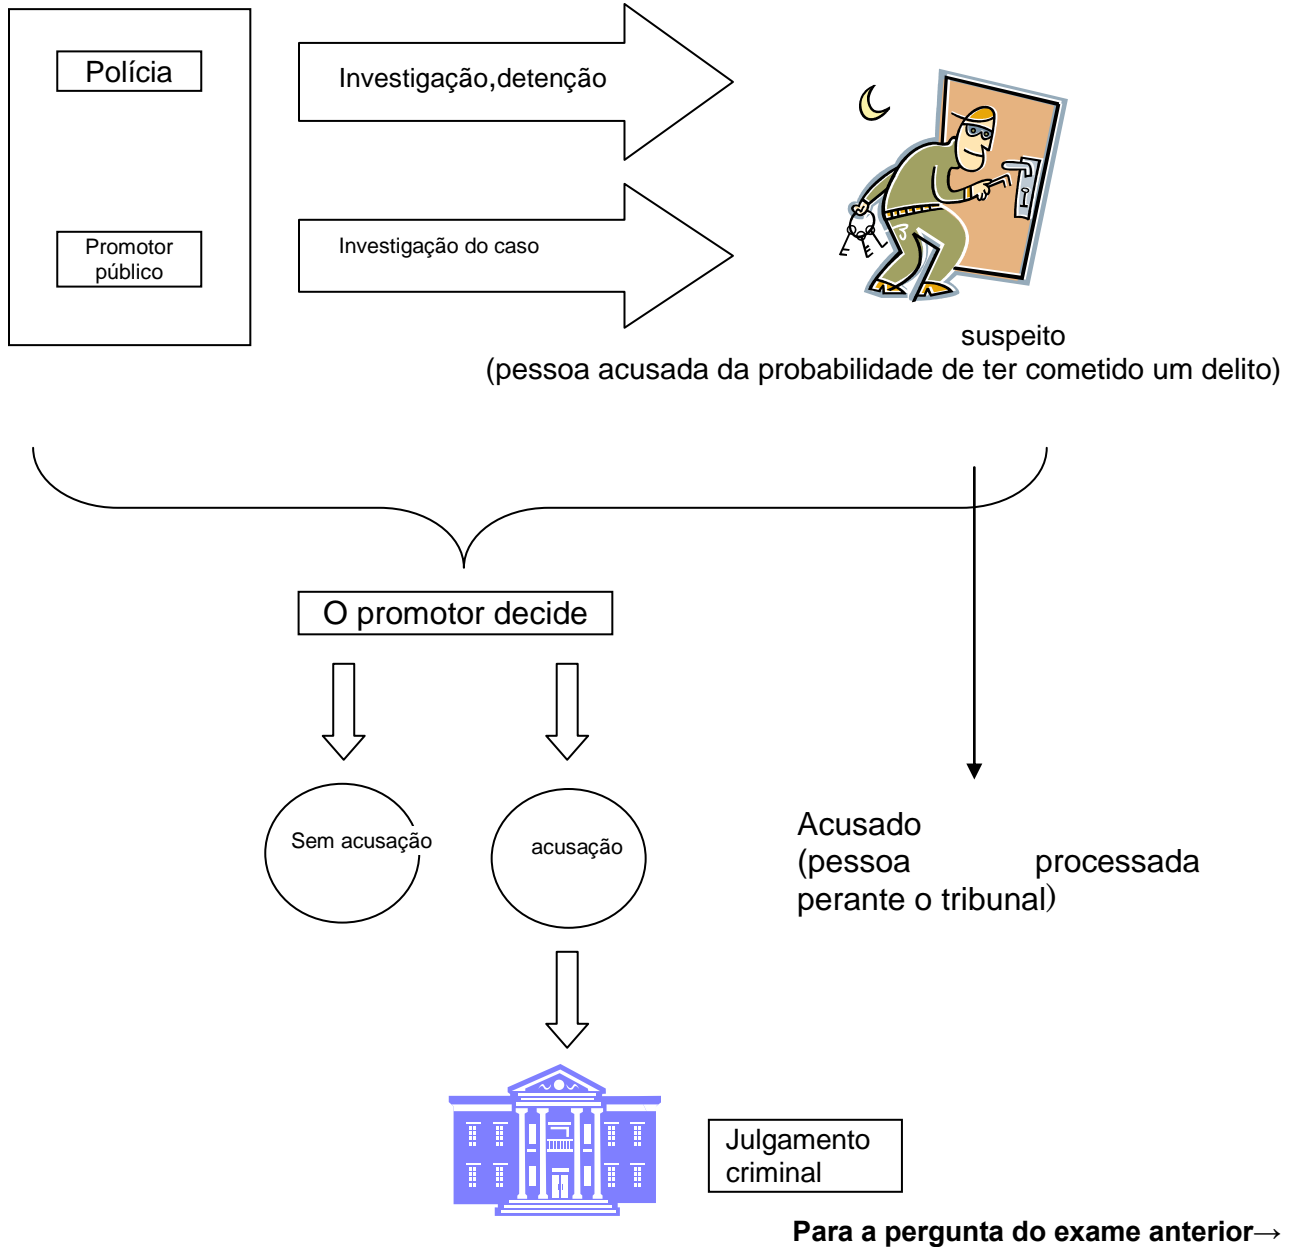 Polícia
Investigação,detenção
Promotor
público
Investigação do caso
suspeito
(pessoa acusada da probabilidade de ter cometido um delito)
O promotor decide
Sem acusação
acusação
Acusado
(pessoa processada
perante o tribunal)
Julgamento
criminal
Para a pergunta do exame anterior→